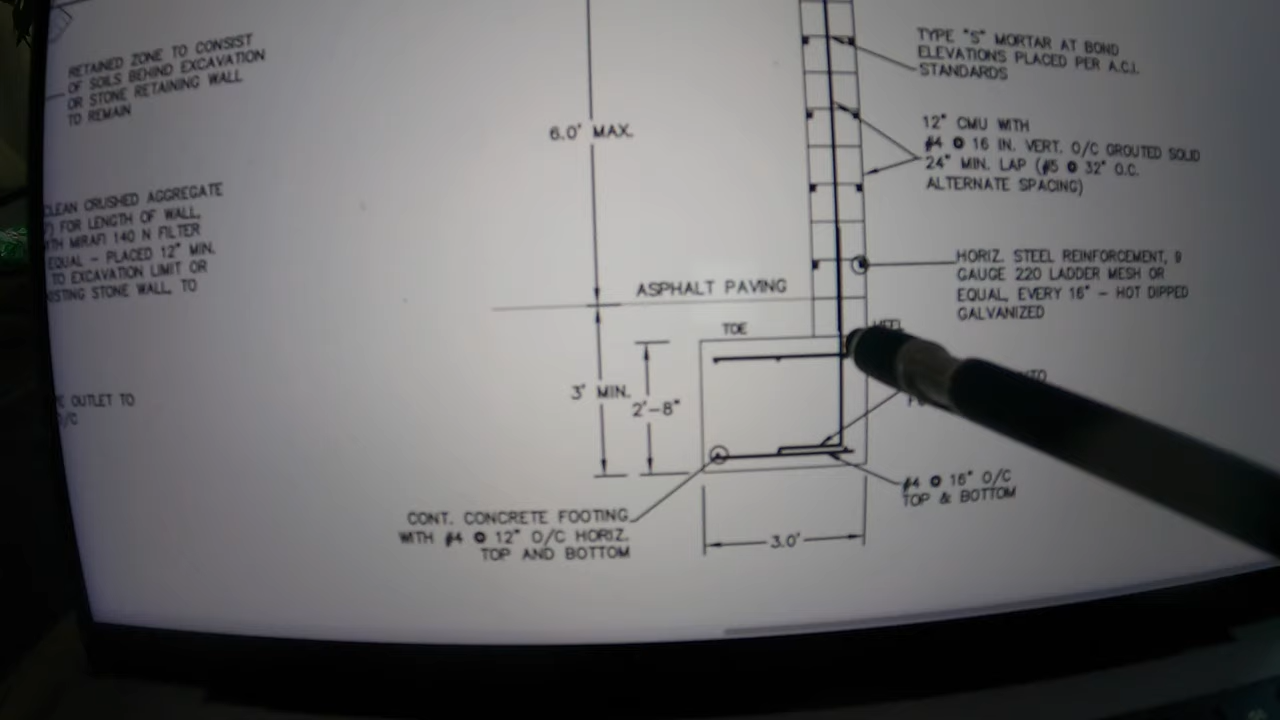 RETAINED ZONE TO CONSIST
OF SOILS BEHIND EXCAVATION
OR STONE RETAINING WALL
TO REMAIN
CLEAN CRUSHED AGGREGATE
FOR LENGTH OF WALL
MIRAFI 140 N FILTER
EQUAL - PLACED 12" MIN.
TO EXCAVATION LIMIT OR
STONE WALL TO
OUTLET TO
O/C
6.0' MAX.
ASPHALT PAVING
TOE
3' MIN.
2'-8"
CONT. CONCRETE FOOTING
WITH #4 @ 12" O/C HORIZ.
TOP AND BOTTOM
3.0'
TYPE "S" MORTAR AT BOND
ELEVATIONS PLACED PER A.C.I.
STANDARDS
12" CMU WITH
#4 @ 16 IN. VERT. O/C GROUTED SOLID
24" MIN. LAP (#5 @ 32" O.C.
ALTERNATE SPACING)
HORIZ. STEEL REINFORCEMENT, 9
GAUGE 220 LADDER MESH OR
EQUAL, EVERY 16" - HOT DIPPED
GALVANIZED
#4 @ 16" O/C
TOP & BOTTOM